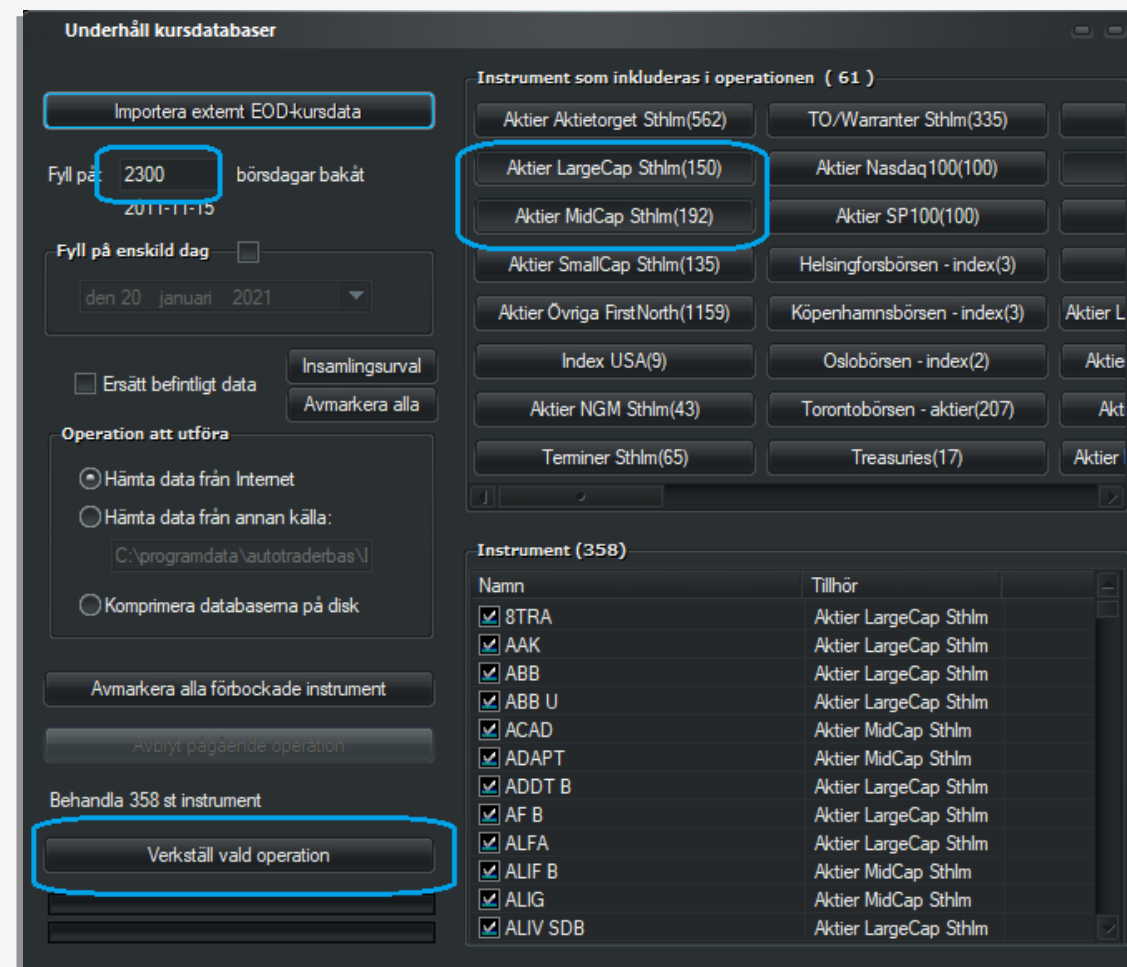 Underhåll kursdatabaser
Importera externt EOD-kursdata
Fyll på: 2300 börsdagar bakåt
2011-11-15
Fyll på enskild dag
den 20 januari 2021
Ersätt befintligt data
Insamlingsurval
Avmarkera alla
Operation att utföra
Hämta data från Internet
Hämta data från annan källa:
C:\programdata\autotraderbas\
Komprimera databaserna på disk
Avmarkera alla förbockade instrument
Avbryt pågående operation
Behandla 358 st instrument
Verkställ vald operation
Instrument som inkluderas i operationen ( 61 )
Aktier Aktietorget Sthlm(562) TO/Warranter Sthlm(335)
Aktier LargeCap Sthlm(150) Aktier Nasdaq100(100)
Aktier MidCap Sthlm(192) Aktier SP100(100)
Aktier SmallCap Sthlm(135) Helsingforsbörsen - index(3)
Aktier Övriga FirstNorth(1159) Köpenhamnsbörsen - index(3) Aktier L
Index USA(9) Oslobörsen - index(2) Aktie
Aktier NGM Sthlm(43) Torontobörsen - aktier(207) Akt
Terminer Sthlm(65) Treasuries(17) Aktier
Instrument (358)
Namn Tillhör
8TRA Aktier LargeCap Sthlm
AAK Aktier LargeCap Sthlm
ABB Aktier LargeCap Sthlm
ABB U Aktier LargeCap Sthlm
ACAD Aktier MidCap Sthlm
ADAPT Aktier MidCap Sthlm
ADDT B Aktier LargeCap Sthlm
AF B Aktier LargeCap Sthlm
ALFA Aktier LargeCap Sthlm
ALIF B Aktier MidCap Sthlm
ALIG Aktier MidCap Sthlm
ALIV SDB Aktier LargeCap Sthlm